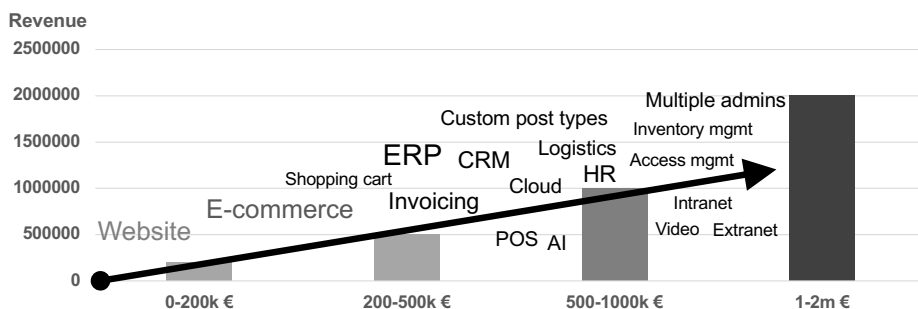 Revenue
2500000
2000000
1500000
1000000
500000
0
Multiple admins
Custom post types
Inventory mgmt
ERP
CRM
Logistics
Access mgmt
Shopping cart
Cloud
HR
Invoicing
E-commerce
Intranet
Website
POS
AI
Video
Extranet
0-200k €
200-500k €
500-1000k €
1-2m €